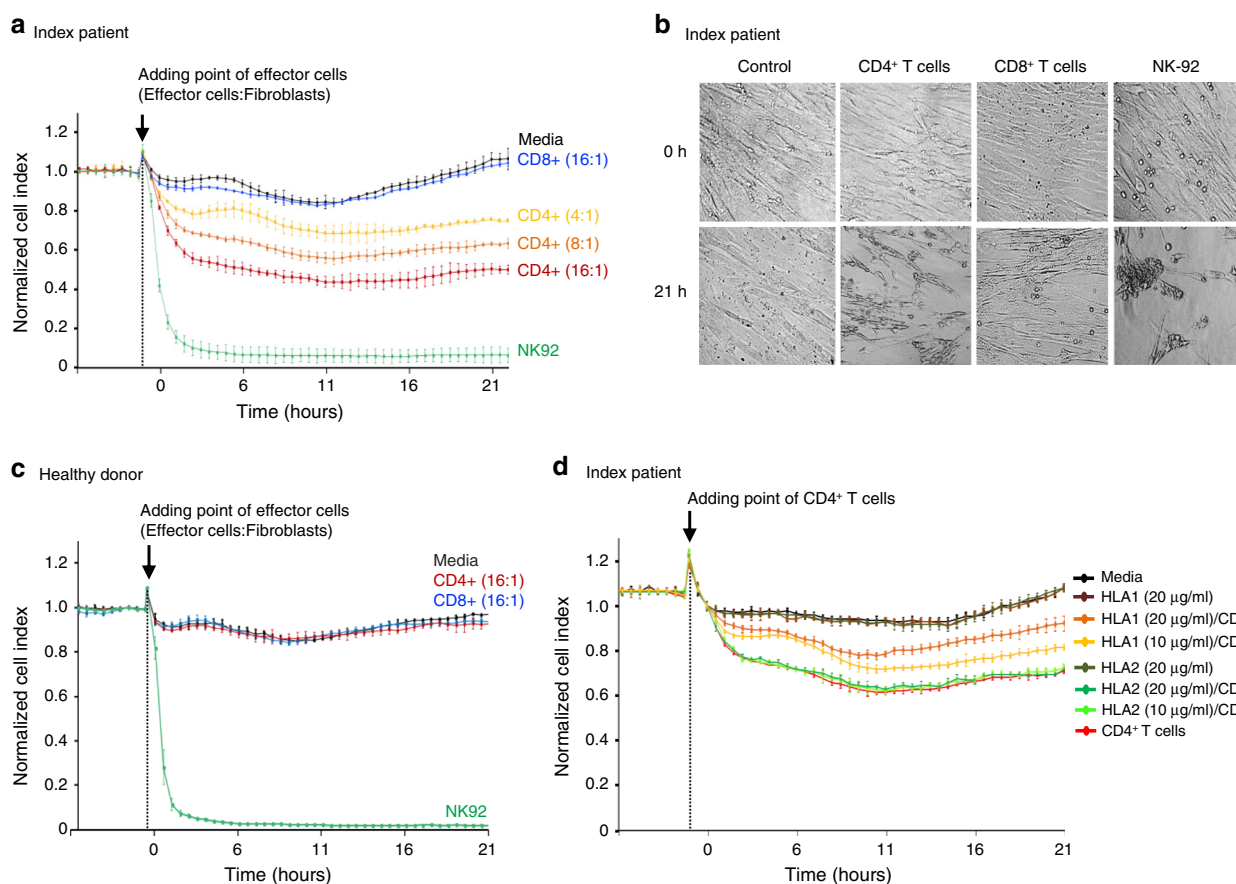 a Index patient
Adding point of effector cells
(Effector cells:Fibroblasts)
Normalized cell index
1.2
1.0
0.8
0.6
0.4
0.2
0
Media
CD8+ (16:1)
CD4+ (4:1)
CD4+ (8:1)
CD4+ (16:1)
NK92
0 6 11 16 21
Time (hours)
b Index patient
Control CD4⁺ T cells CD8⁺ T cells NK-92
0 h
21 h
c Healthy donor
Adding point of effector cells
(Effector cells:Fibroblasts)
Normalized cell index
1.2
1.0
0.8
0.6
0.4
0.2
0
Media
CD4+ (16:1)
CD8+ (16:1)
NK92
0 6 11 16 21
Time (hours)
d Index patient
Adding point of CD4⁺ T cells
Normalized cell index
1.2
1.0
0.8
0.6
0.4
0.2
0
0 6 11 16 21
Time (hours)
Media
HLA1 (20 μg/ml)
HLA1 (20 μg/ml)/CD
HLA1 (10 μg/ml)/CD
HLA2 (20 μg/ml)
HLA2 (20 μg/ml)/CD
HLA2 (10 μg/ml)/CD
CD4⁺ T cells